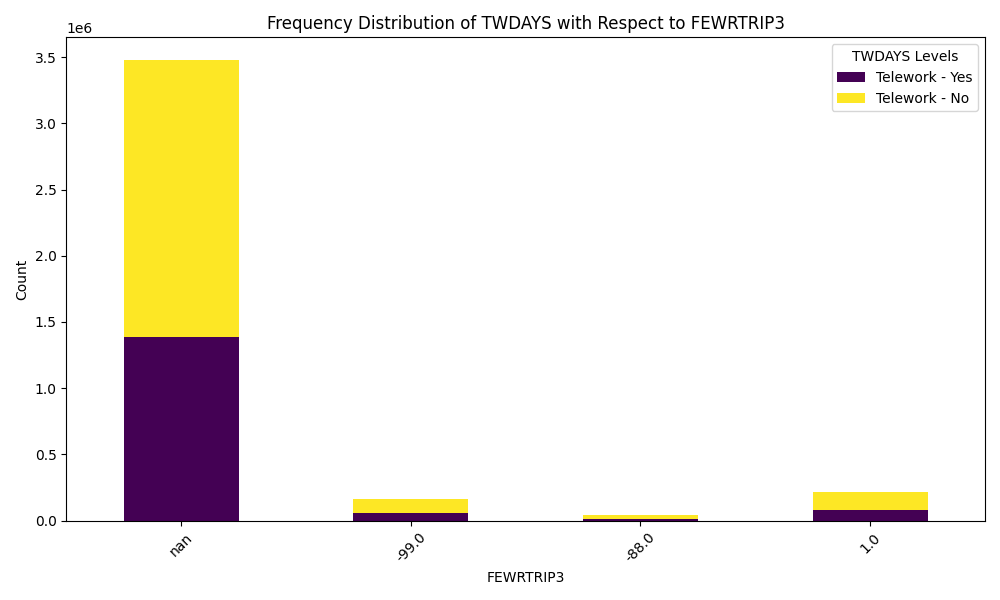 Frequency Distribution of TWDAYS with Respect to FEWRTRIP3
1e6
3.5
3.0
2.5
2.0
1.5
1.0
0.5
0.0
Count
TWDAYS Levels
Telework - Yes
Telework - No
nan
-99.0
-88.0
1.0
FEWRTRIP3